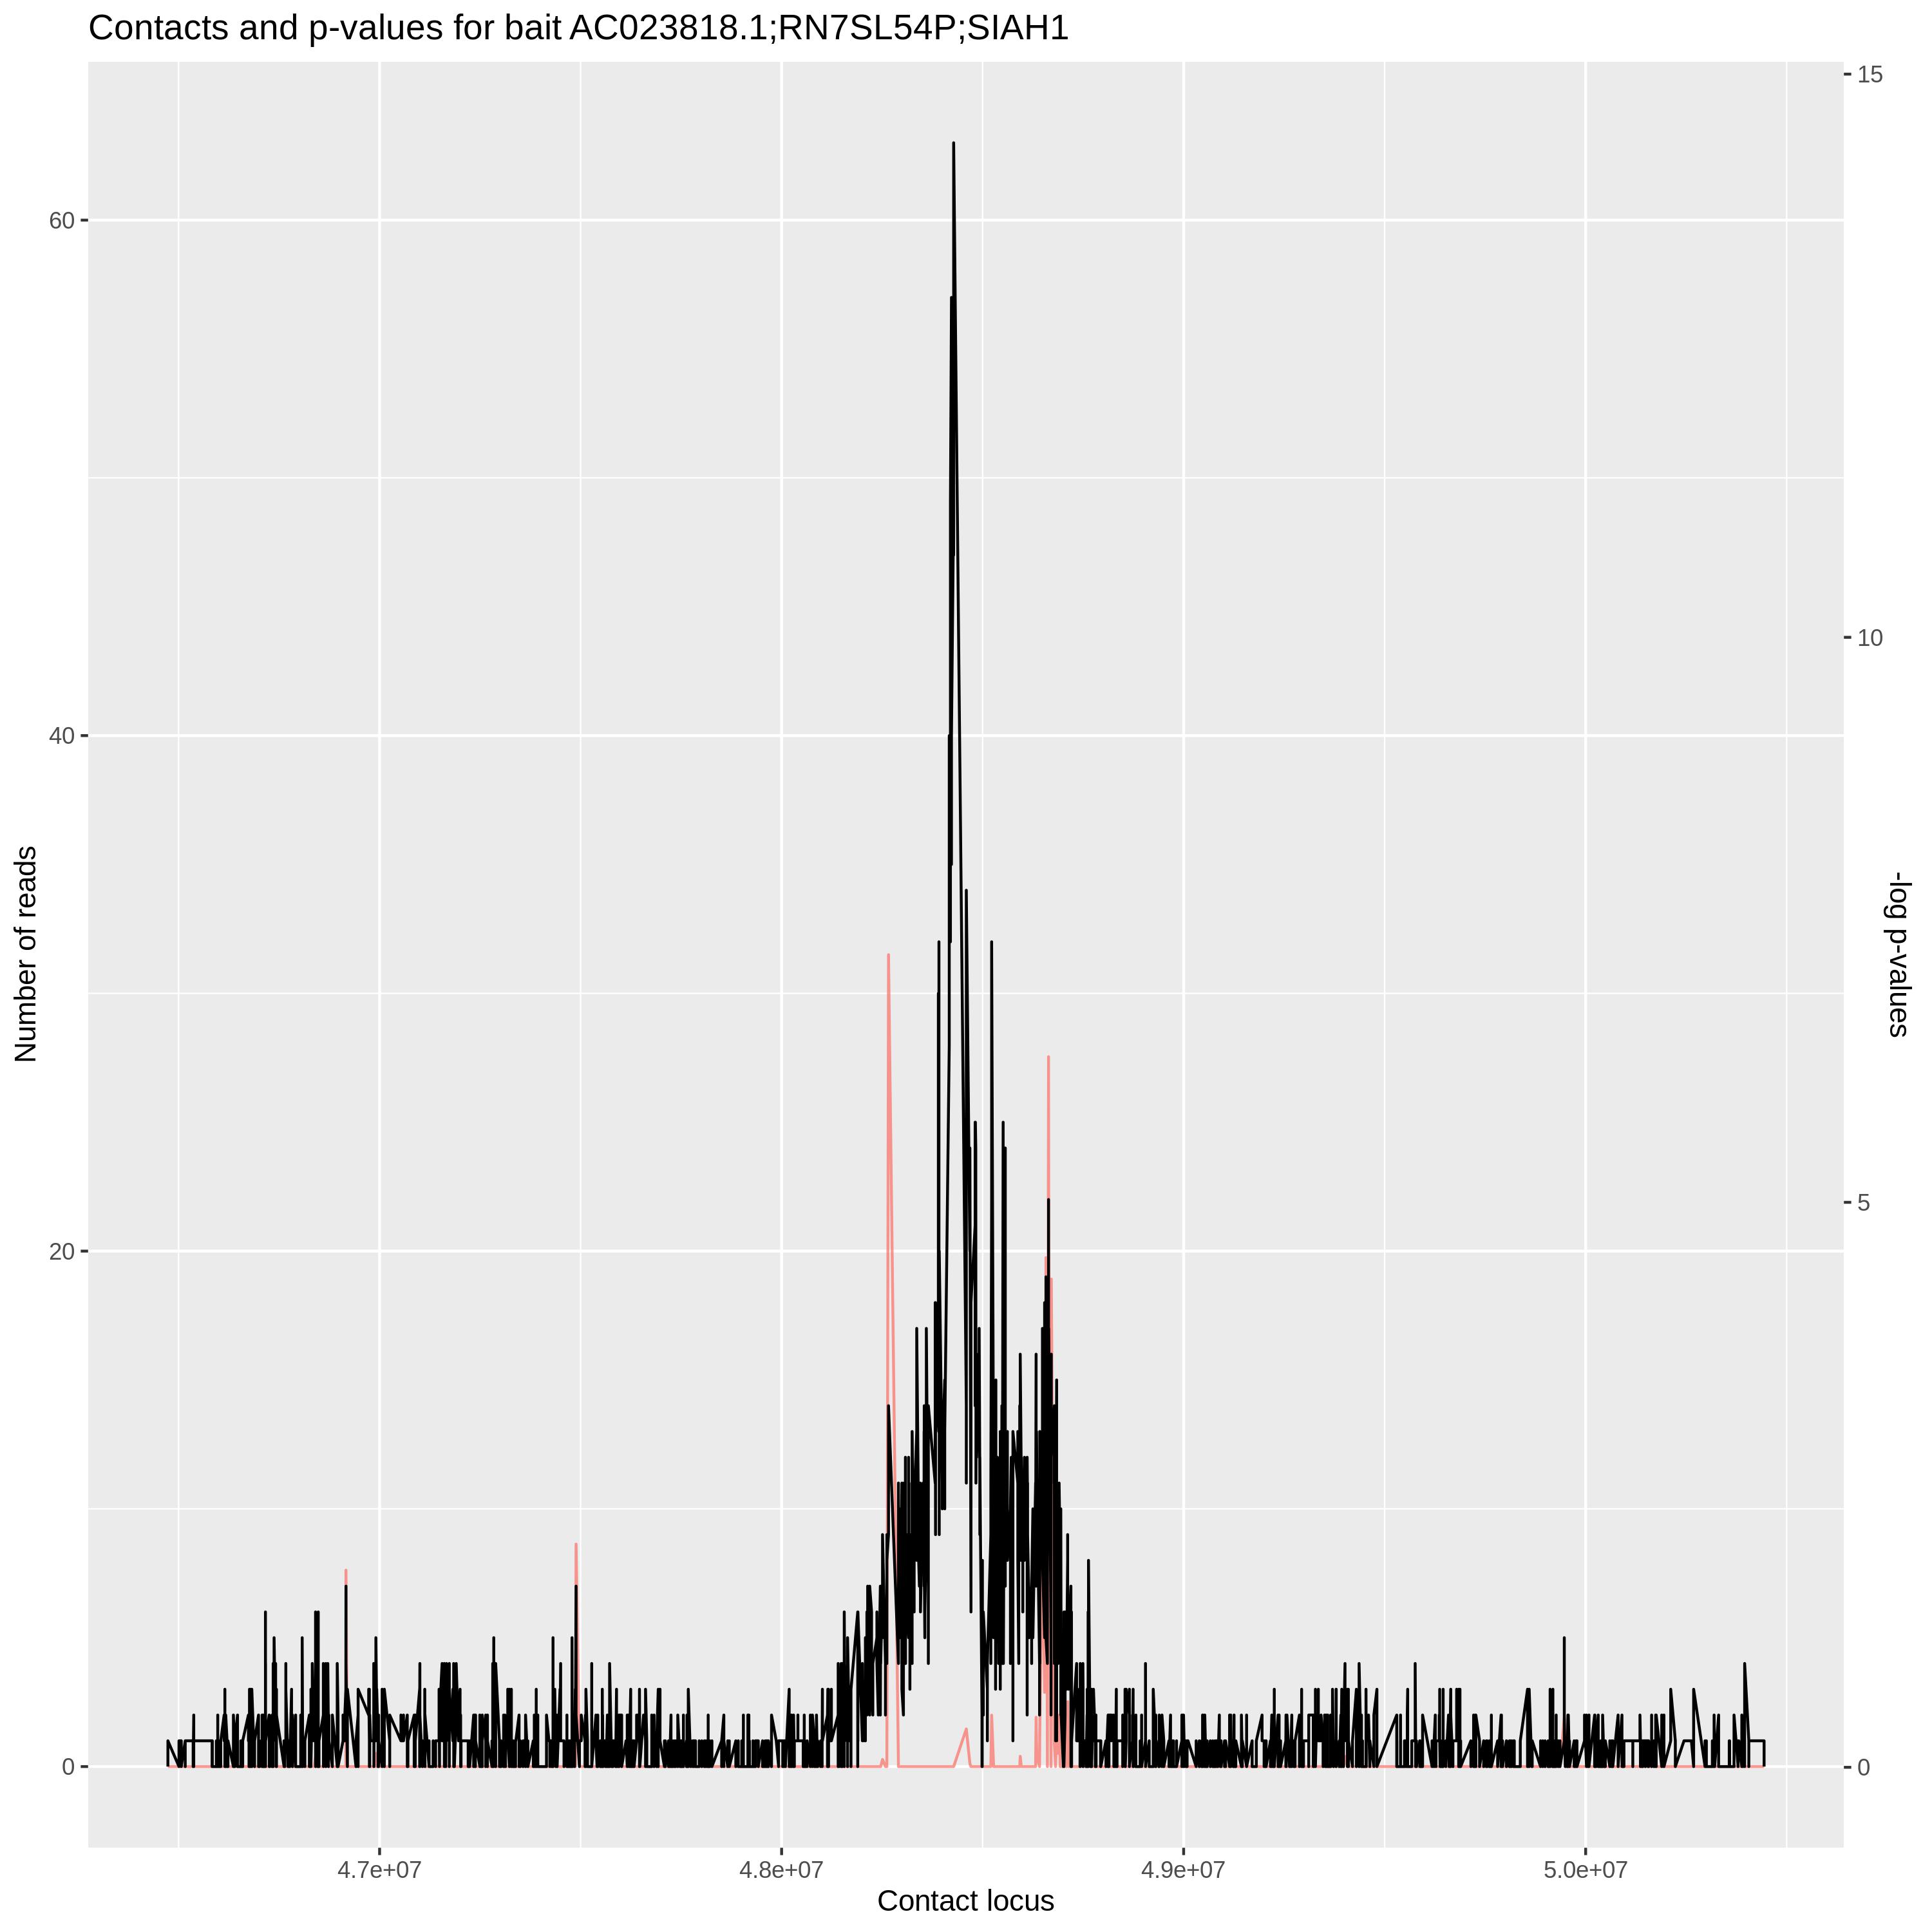 Contacts and p-values for bait AC023818.1;RN7SL54P;SIAH1
15
60
10
40
Number of reads
-log p-values
5
20
0
0
4.7e+07
4.8e+07
4.9e+07
5.0e+07
Contact locus